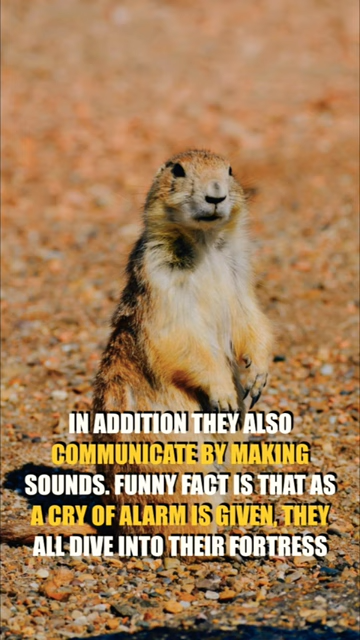 IN ADDITION THEY ALSO
COMMUNICATE BY MAKING
SOUNDS. FUNNY FACT IS THAT AS
A CRY OF ALARM IS GIVEN, THEY
ALL DIVE INTO THEIR FORTRESS